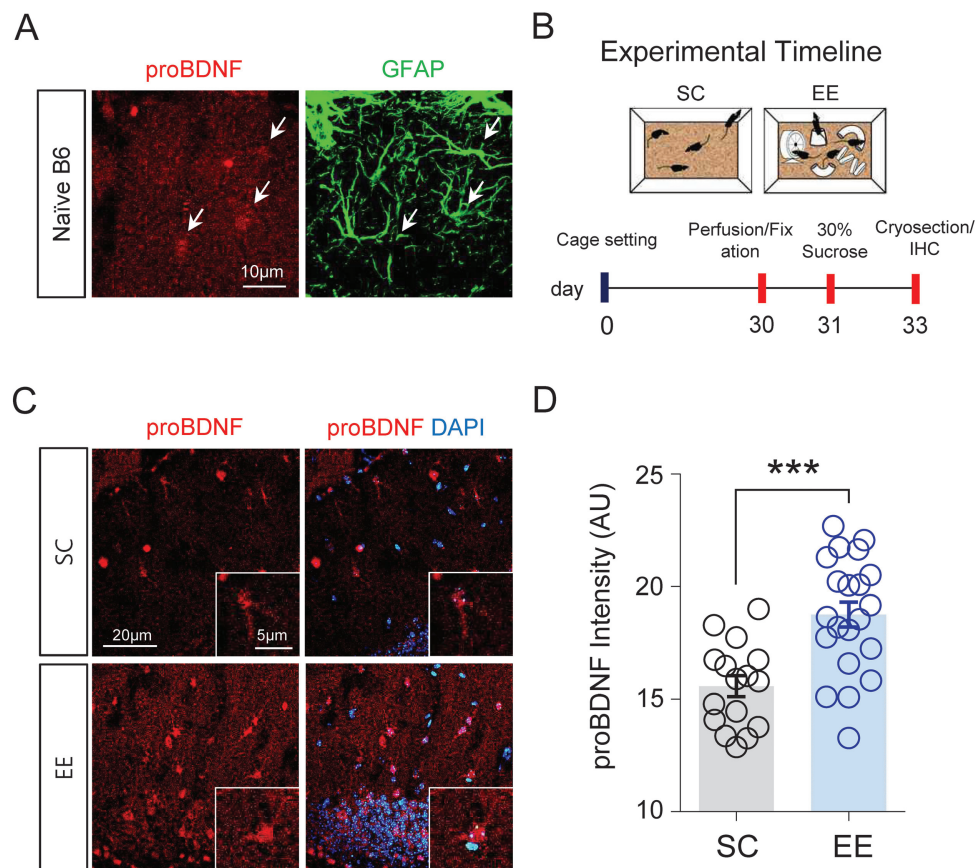 A
proBDNF
GFAP
Naïve B6
10µm
B
Experimental Timeline
SC
EE
Cage setting
Perfusion/Fix
ation
30%
Sucrose
Cryosection/
IHC
day
0
30
31
33
C
proBDNF
proBDNF DAPI
SC
20µm
5µm
EE
D
proBDNF Intensity (AU)
25
20
15
10
***
SC
EE